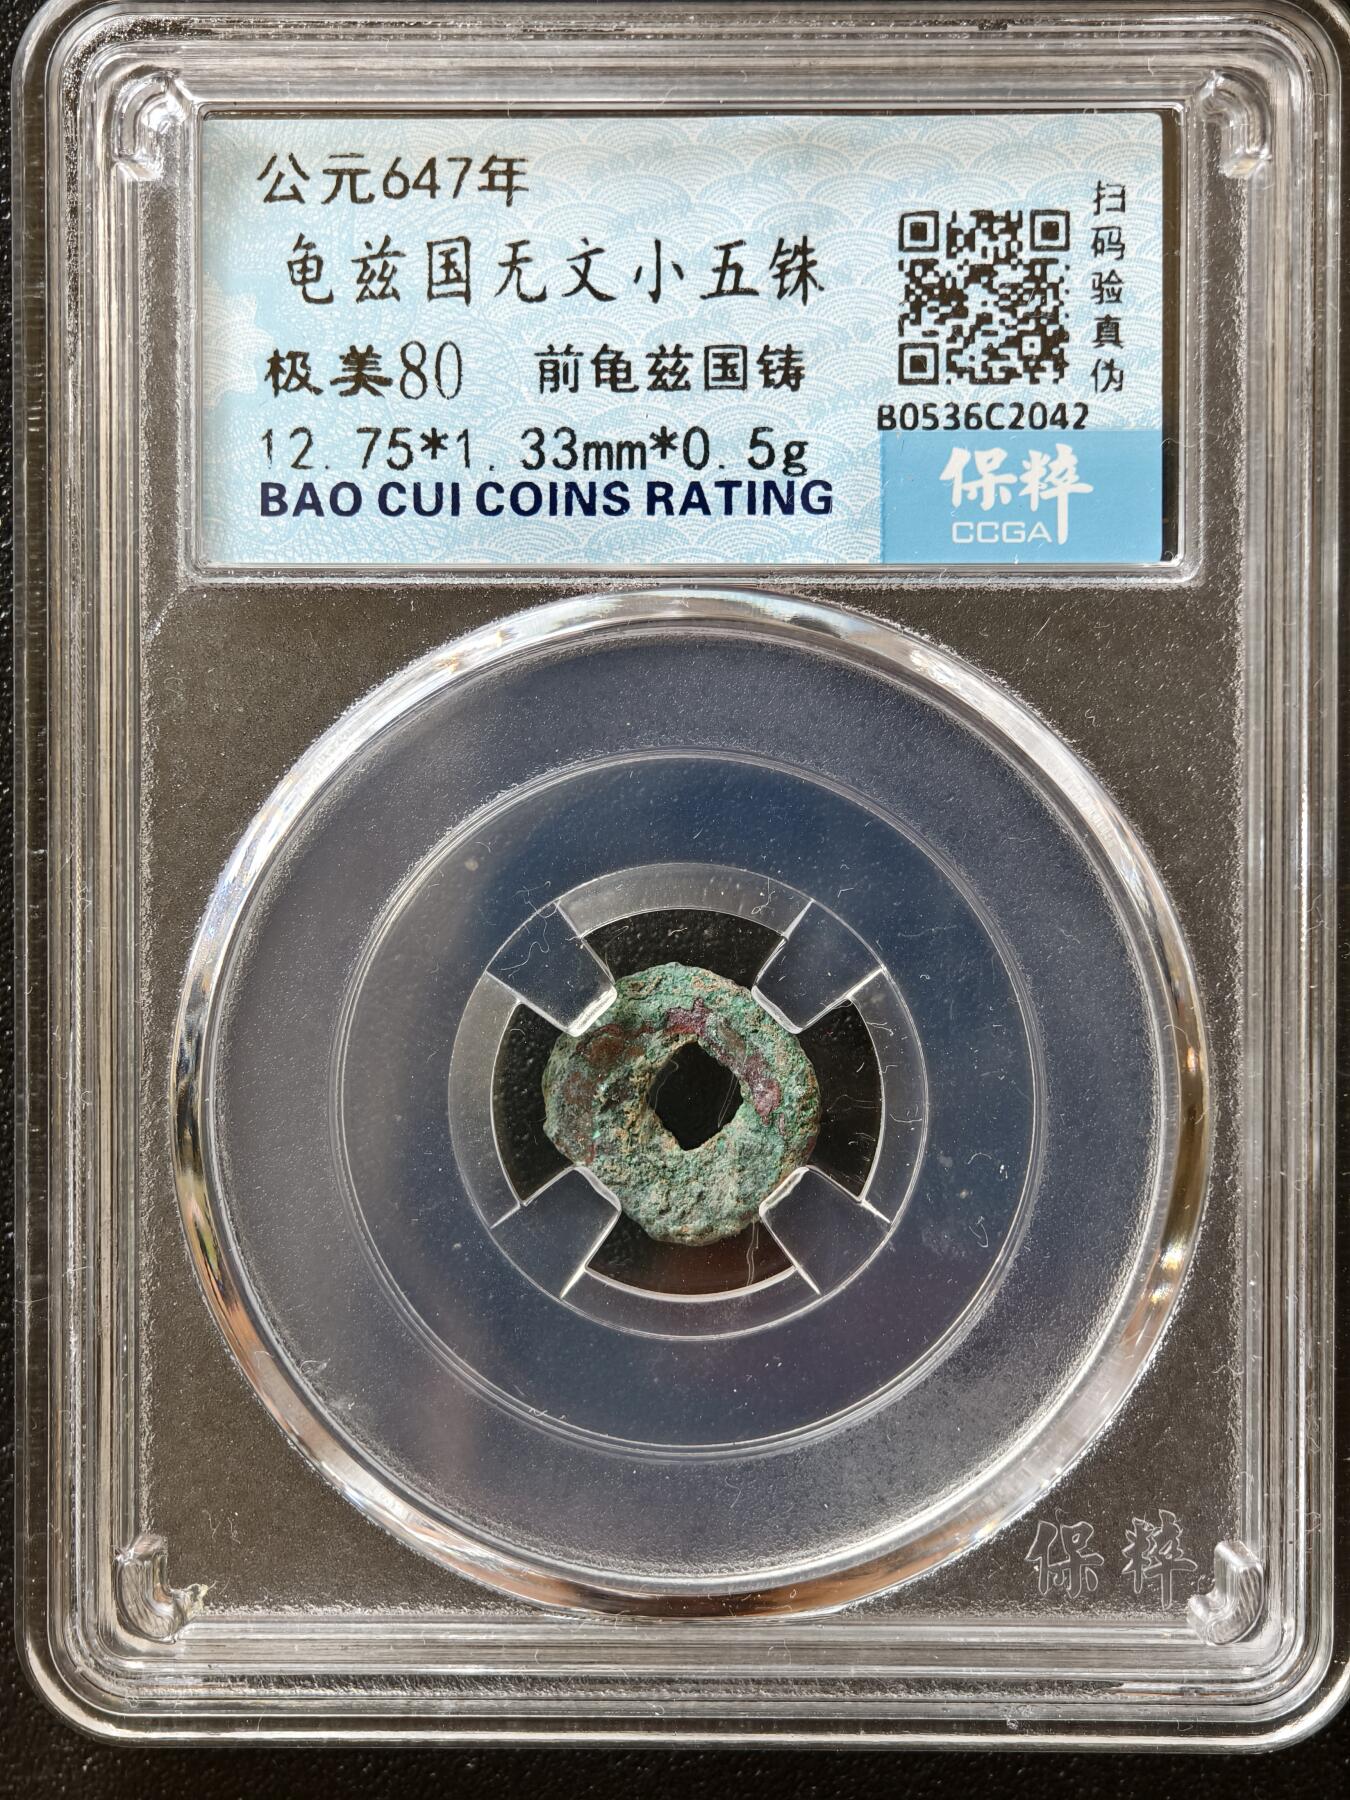 公元647年
龟兹国无文小五铢
极美80 前龟兹国铸
12.75*1.33mm*0.5g
BAO CUI COINS RATING
扫码验真伪
B0536C2042
保粹
CCGA
保粹